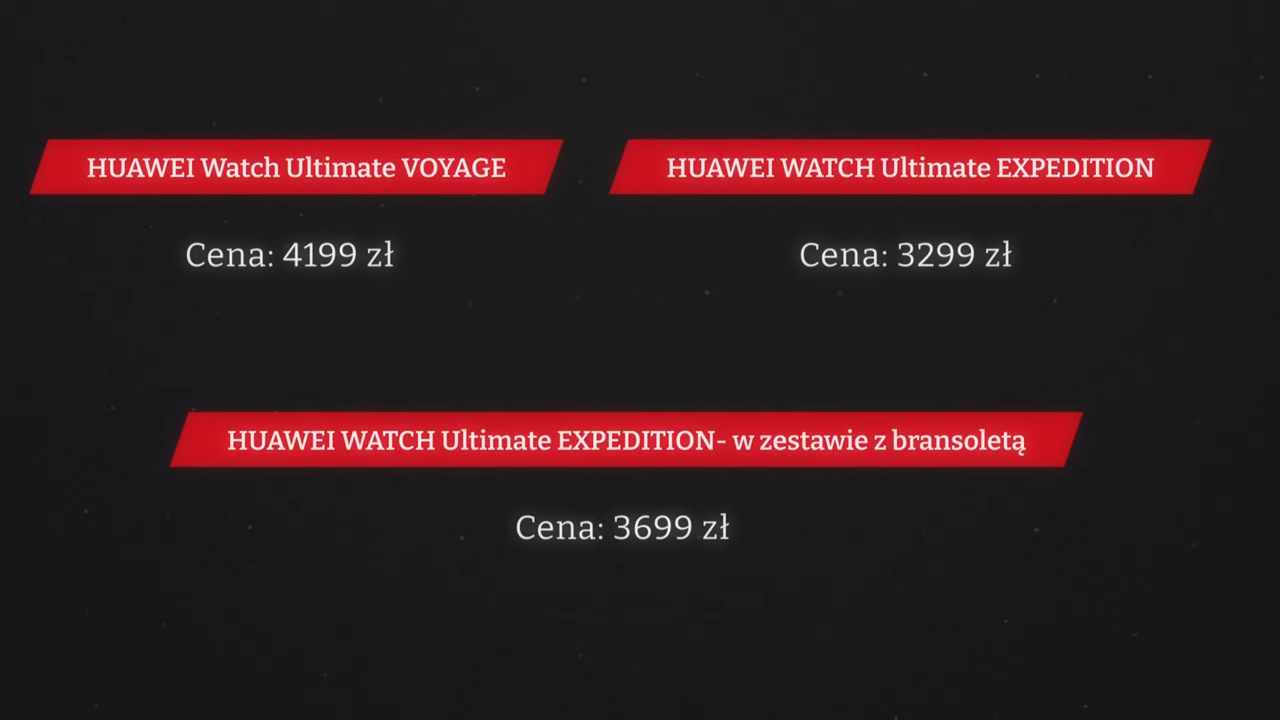 HUAWEI Watch Ultimate VOYAGE
Cena: 4199 zł
HUAWEI WATCH Ultimate EXPEDITION
Cena: 3299 zł
HUAWEI WATCH Ultimate EXPEDITION- w zestawie z bransoletą
Cena: 3699 zł